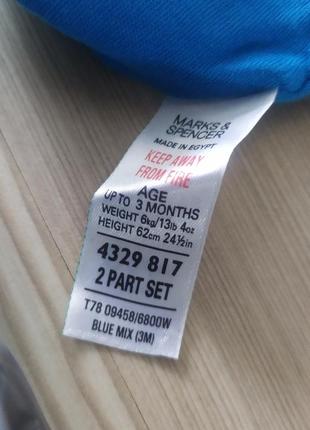 MARKS &
SPENCER
MADE IN EGYPT
KEEP AWAY
FROM FIRE
AGE
UP TO 3 MONTHS
WEIGHT 6kg/13lb 4oz
HEIGHT 62cm 24½in
4329 817
2 PART SET
T78 09458/6800W
BLUE MIX (3M)